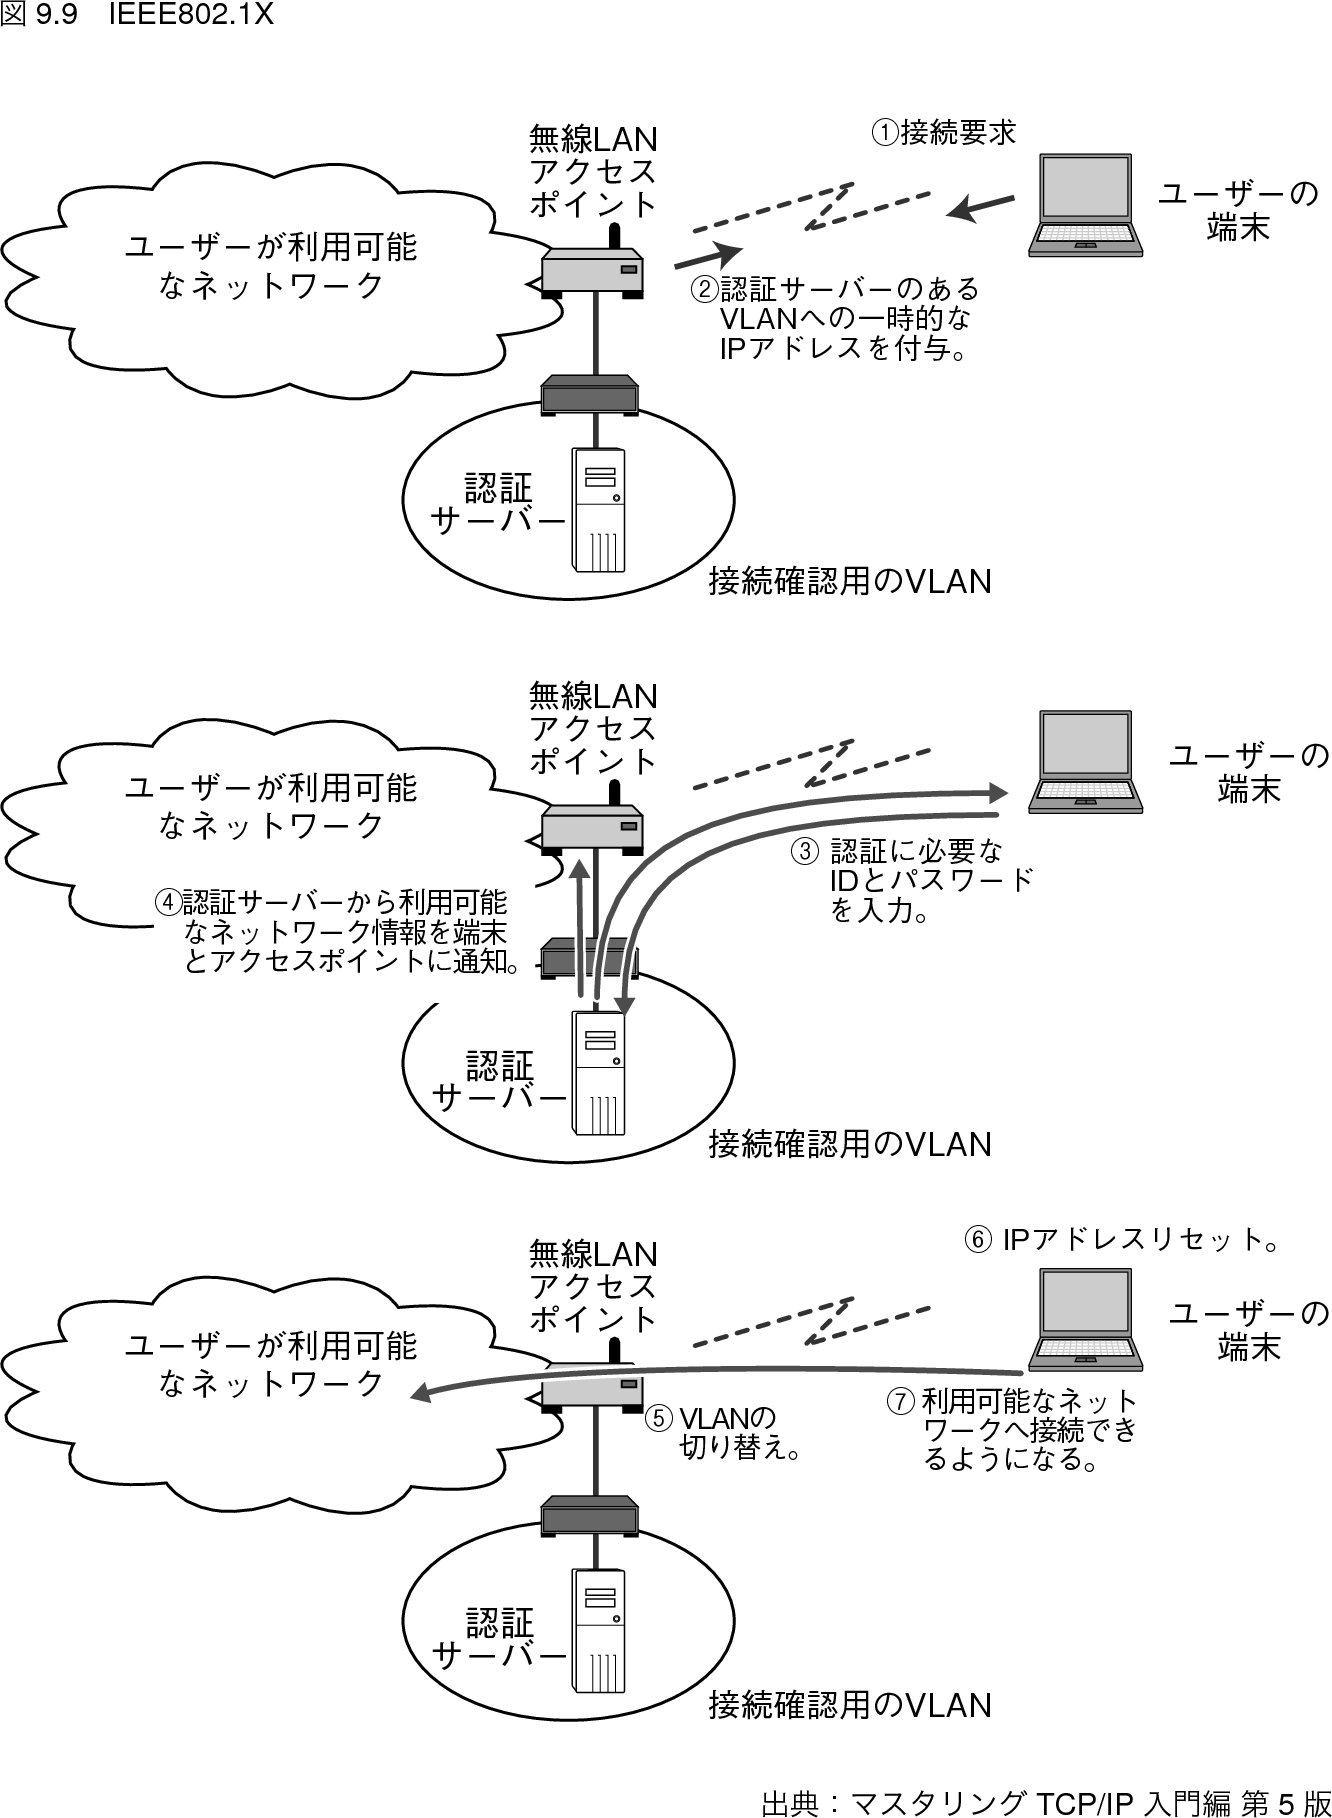 図 9.9　IEEE802.1X
無線LAN
アクセス
ポイント
①接続要求
ユーザーの
端末
ユーザーが利用可能
なネットワーク
②認証サーバーのある
VLANへの一時的な
IPアドレスを付与。
認証
サーバー
接続確認用のVLAN
無線LAN
アクセス
ポイント
ユーザーの
端末
ユーザーが利用可能
なネットワーク
③ 認証に必要な
IDとパスワード
を入力。
④認証サーバーから利用可能
なネットワーク情報を端末
とアクセスポイントに通知。
認証
サーバー
接続確認用のVLAN
⑥ IPアドレスリセット。
無線LAN
アクセス
ポイント
ユーザーの
端末
ユーザーが利用可能
なネットワーク
⑤ VLANの
切り替え。
⑦ 利用可能なネット
ワークへ接続でき
るようになる。
認証
サーバー
接続確認用のVLAN
出典：マスタリング TCP/IP 入門編 第 5 版